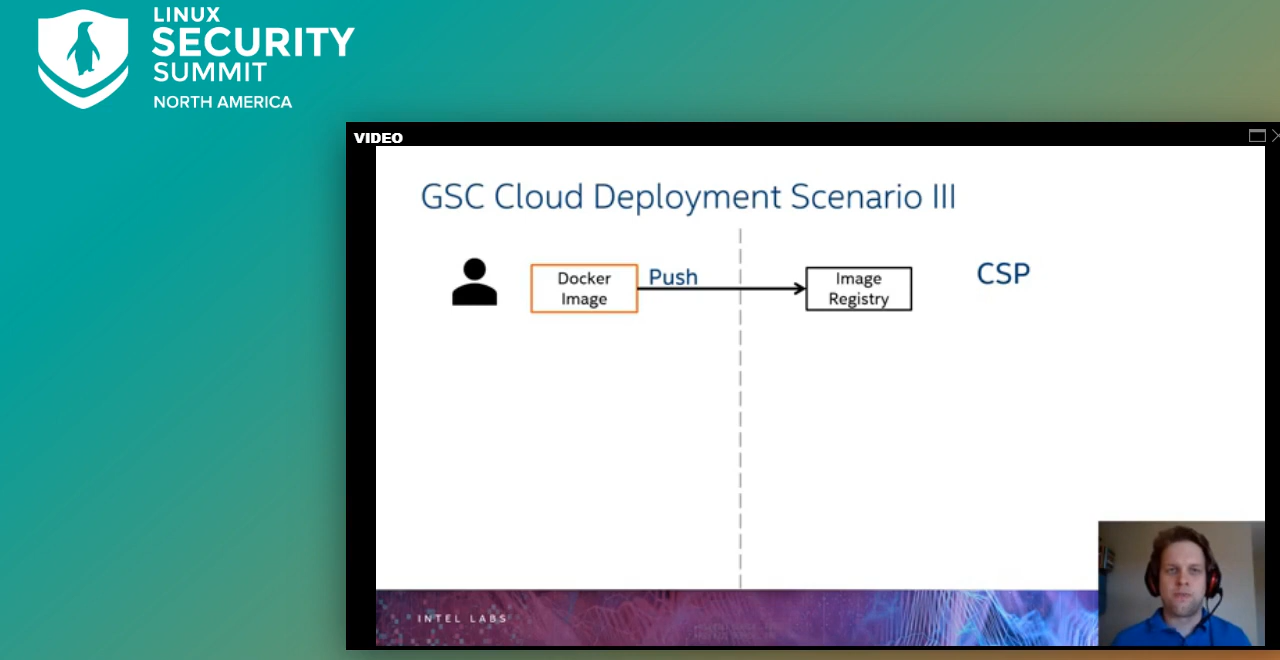 LINUX
SECURITY
SUMMIT
NORTH AMERICA
VIDEO
GSC Cloud Deployment Scenario III
Docker
Image
Push
Image
Registry
CSP
INTEL LABS